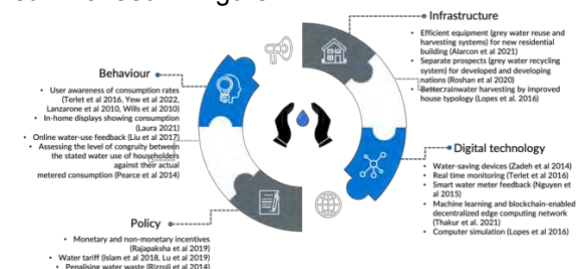 Infrastructure
• Efficient equipment (grey water reuse and
harvesting systems) for new residential
building (Alarcon et al 2021)
• Separate prospects (grey water recycling
system) for developed and developing
nations (Roshan et al 2020)
• Better rainwater harvesting by improved
house typology (Lopes et al. 2016)
Behaviour
• User awareness of consumption rates
(Terlet et al 2016, Yew et al 2022,
Lanzarone et al 2010, Wills et al 2010)
• In-home displays showing consumption
(Laura 2021)
• Online water-use feedback (Liu et al 2017)
• Assessing the level of congruity between
the stated water use of householders
against their actual
metered consumption (Pearce et al 2014)
Digital technology
• Water-saving devices (Zadeh et al 2014)
• Real time monitoring (Terlet et al 2016)
• Smart water meter feedback (Nguyen et
al 2015)
• Machine learning and blockchain-enabled
decentralized edge computing network
(Thakur et al. 2021)
• Computer simulation (Lopes et al 2016)
Policy
• Monetary and non-monetary incentives
(Rajapaksha et al 2019)
• Water tariff (Islam et al 2018, Lu et al 2019)
• Penalising water waste (Rizzoli et al 2014)